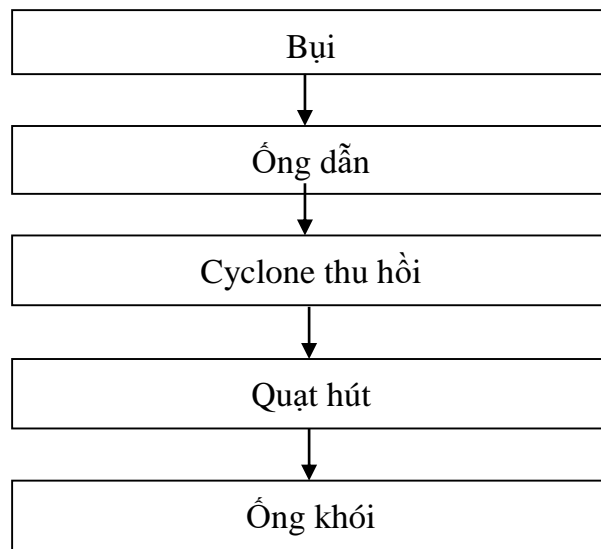 Bụi
Ống dẫn
Cyclone thu hồi
Quạt hút
Ống khói